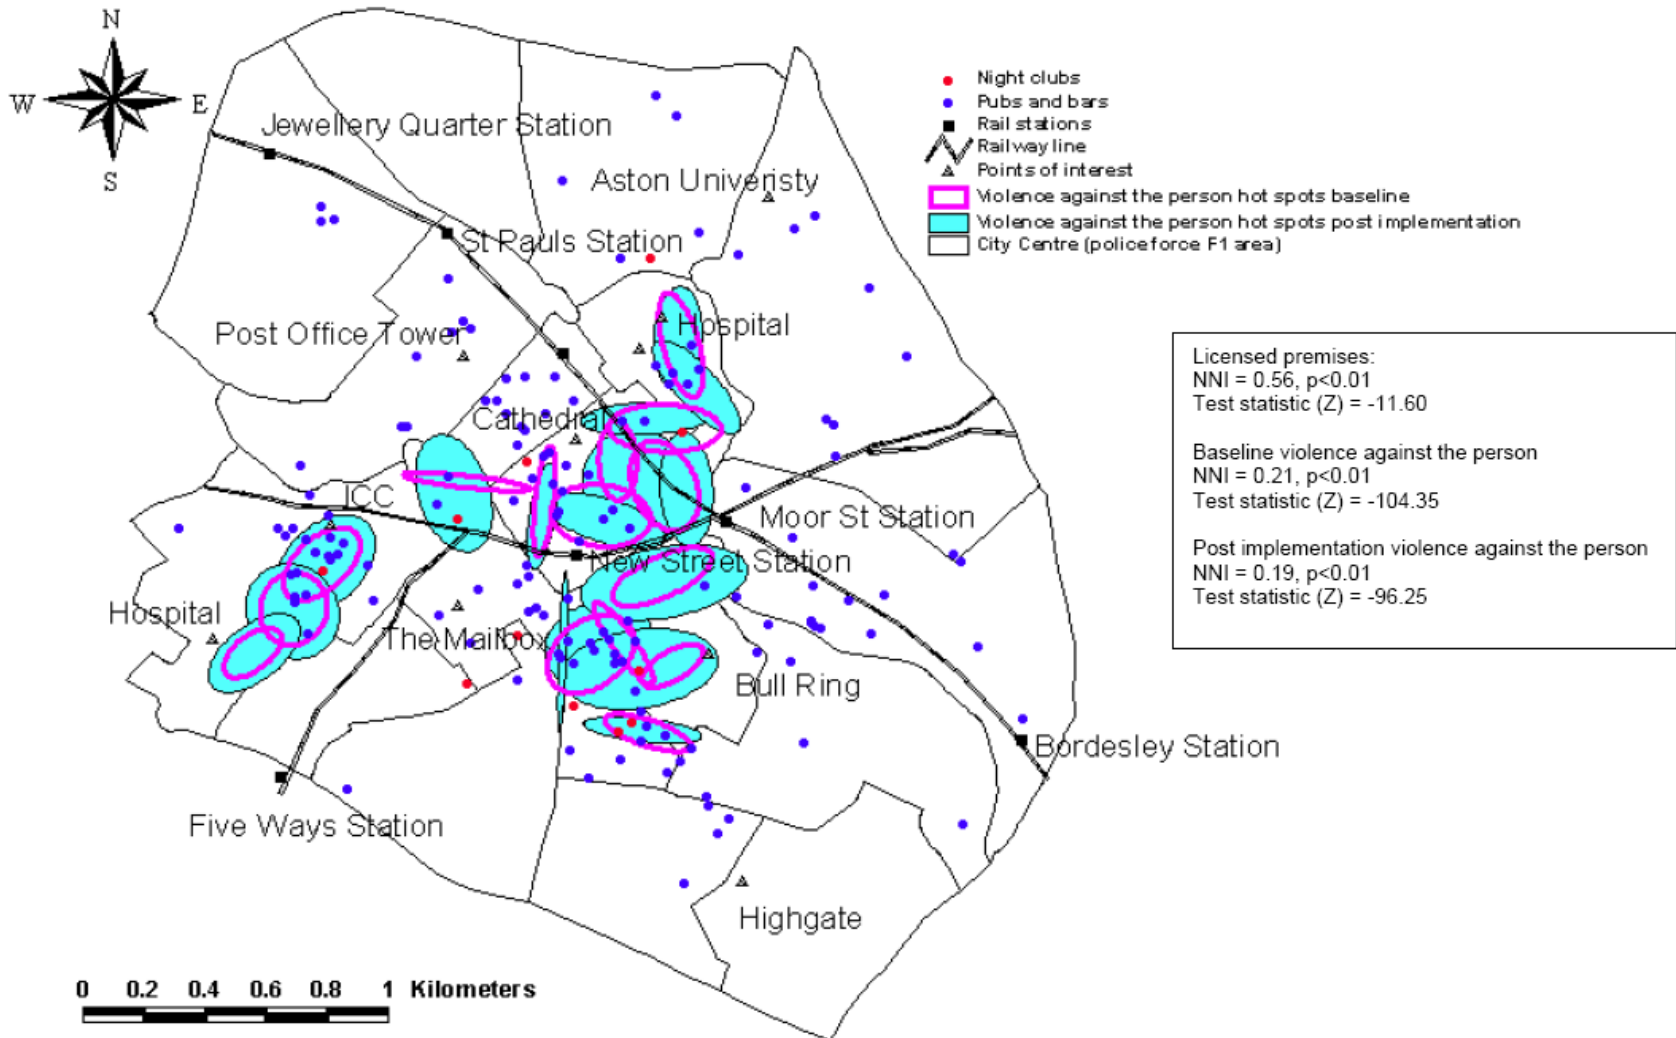 N
W
E
S
Jewellery Quarter Station
Aston Univeristy
St Pauls Station
Post Office Tower
Hospital
Cathedral
ICC
Moor St Station
New Street Station
Hospital
The Mailbox
Bull Ring
Bordesley Station
Five Ways Station
Highgate
0 0.2 0.4 0.6 0.8 1 Kilometers
Night clubs
Pubs and bars
Rail stations
Railway line
Points of interest
Violence against the person hot spots baseline
Violence against the person hot spots post implementation
City Centre (police force F1 area)
Licensed premises:
NNI = 0.56, p<0.01
Test statistic (Z) = -11.60
Baseline violence against the person
NNI = 0.21, p<0.01
Test statistic (Z) = -104.35
Post implementation violence against the person
NNI = 0.19, p<0.01
Test statistic (Z) = -96.25